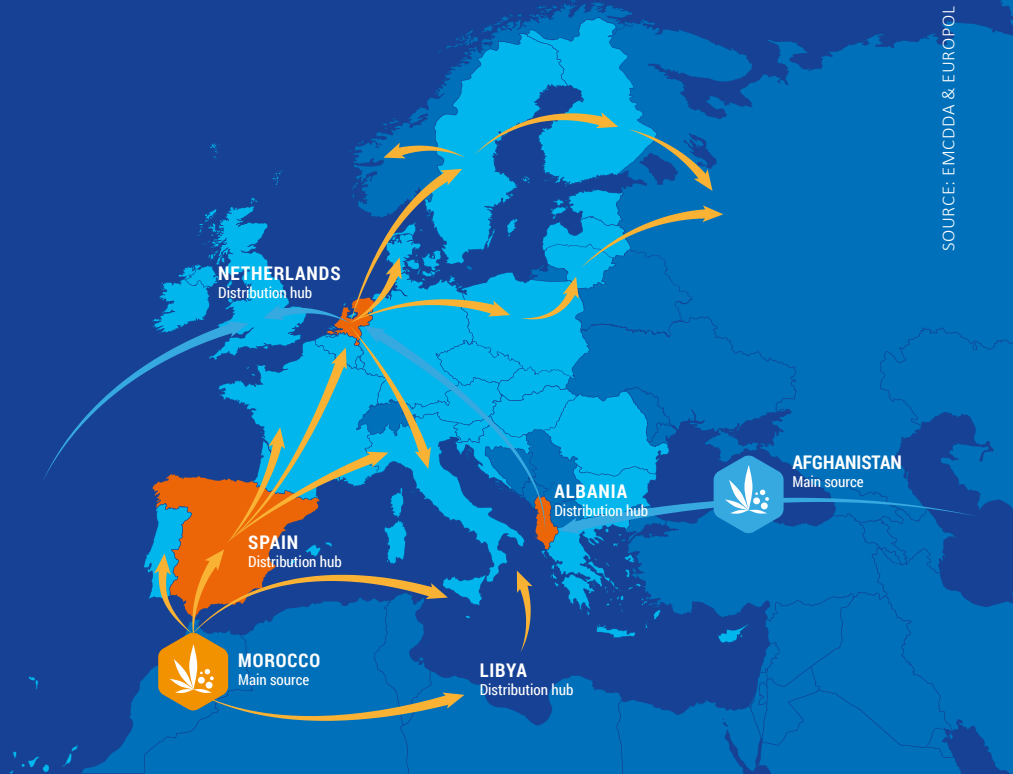 SOURCE: EMCDDA & EUROPOL
NETHERLANDS
Distribution hub
AFGHANISTAN
Main source
ALBANIA
Distribution hub
SPAIN
Distribution hub
MOROCCO
Main source
LIBYA
Distribution hub